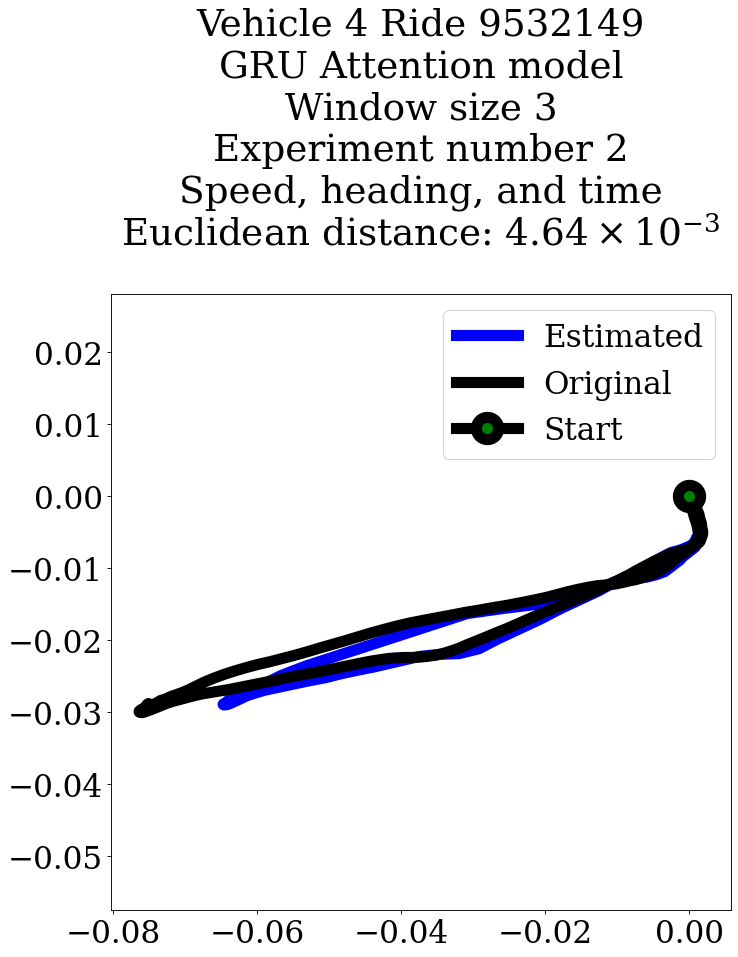 Vehicle 4 Ride 9532149
GRU Attention model
Window size 3
Experiment number 2
Speed, heading, and time
Euclidean distance: 4.64 × 10⁻³
Estimated
Original
Start
0.02
0.01
0.00
−0.01
−0.02
−0.03
−0.04
−0.05
−0.08 −0.06 −0.04 −0.02 0.00